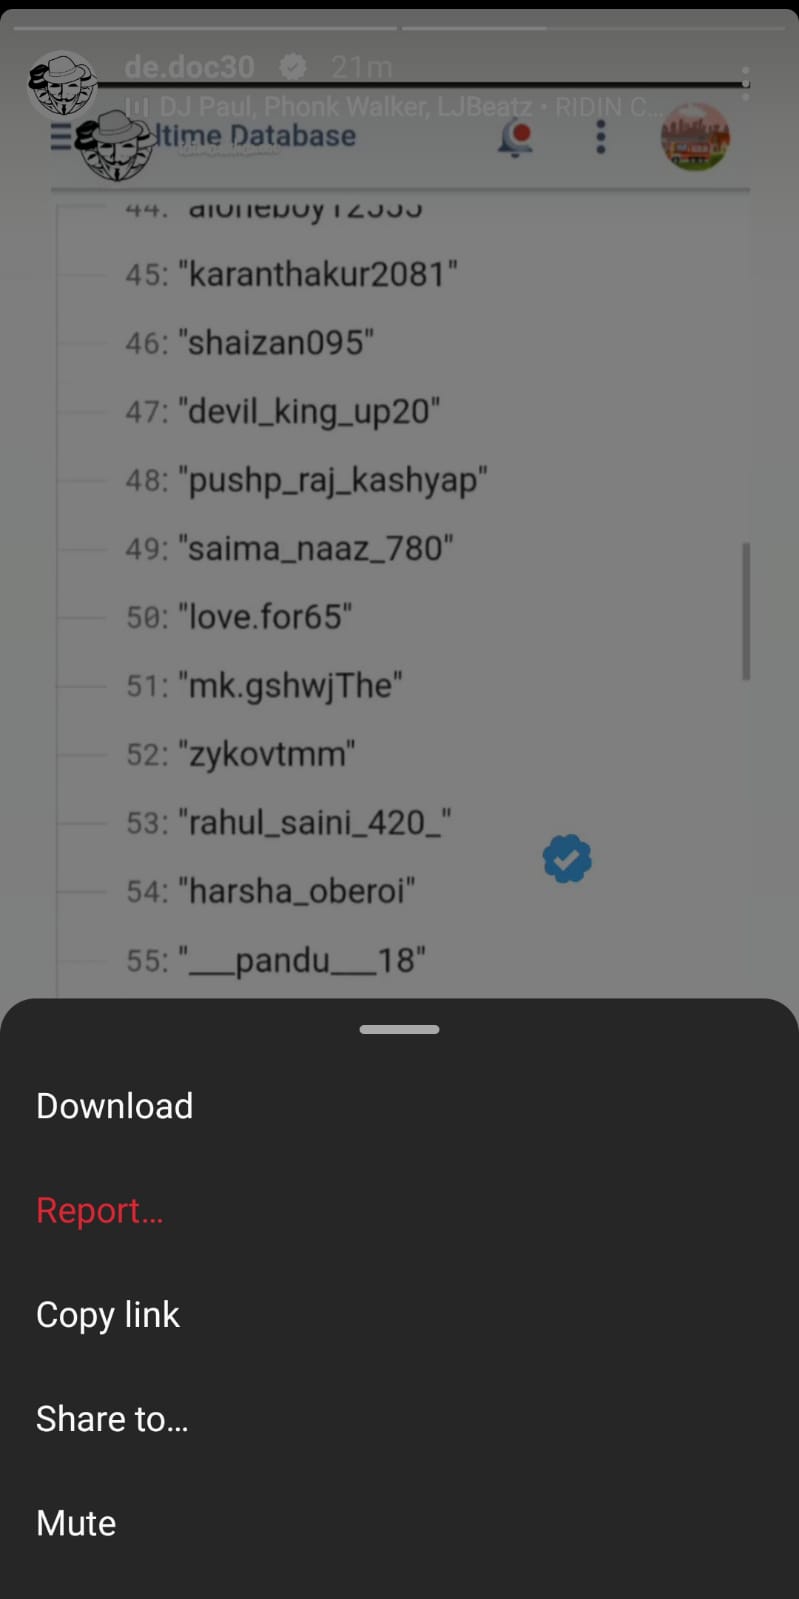 de.doc30 21m
DJ Paul, Phonk Walker, LJBeatz • RIDIN C...
ltime Database
44: "aloneboy12555
45: "karanthakur2081"
46: "shaizan095"
47: "devil_king_up20"
48: "pushp_raj_kashyap"
49: "saima_naaz_780"
50: "love.for65"
51: "mk.gshwjThe"
52: "zykovtmm"
53: "rahul_saini_420_"
54: "harsha_oberoi"
55: "___pandu___18"
Download
Report...
Copy link
Share to...
Mute